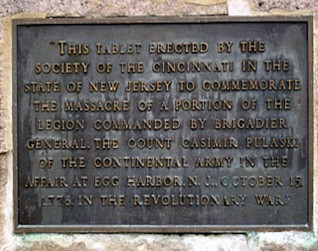 "THIS TABLET ERECTED BY THE
SOCIETY OF THE CINCINNATI IN THE
STATE OF NEW JERSEY TO COMMEMORATE
THE MASSACRE OF A PORTION OF THE
LEGION COMMANDED BY BRIGADIER
GENERAL, THE COUNT CASIMIR PULASKI,
OF THE CONTINENTAL ARMY IN THE
AFFAIR AT EGG HARBOR, N. J., OCTOBER 15,
IN THE REVOLUTIONARY WAR."